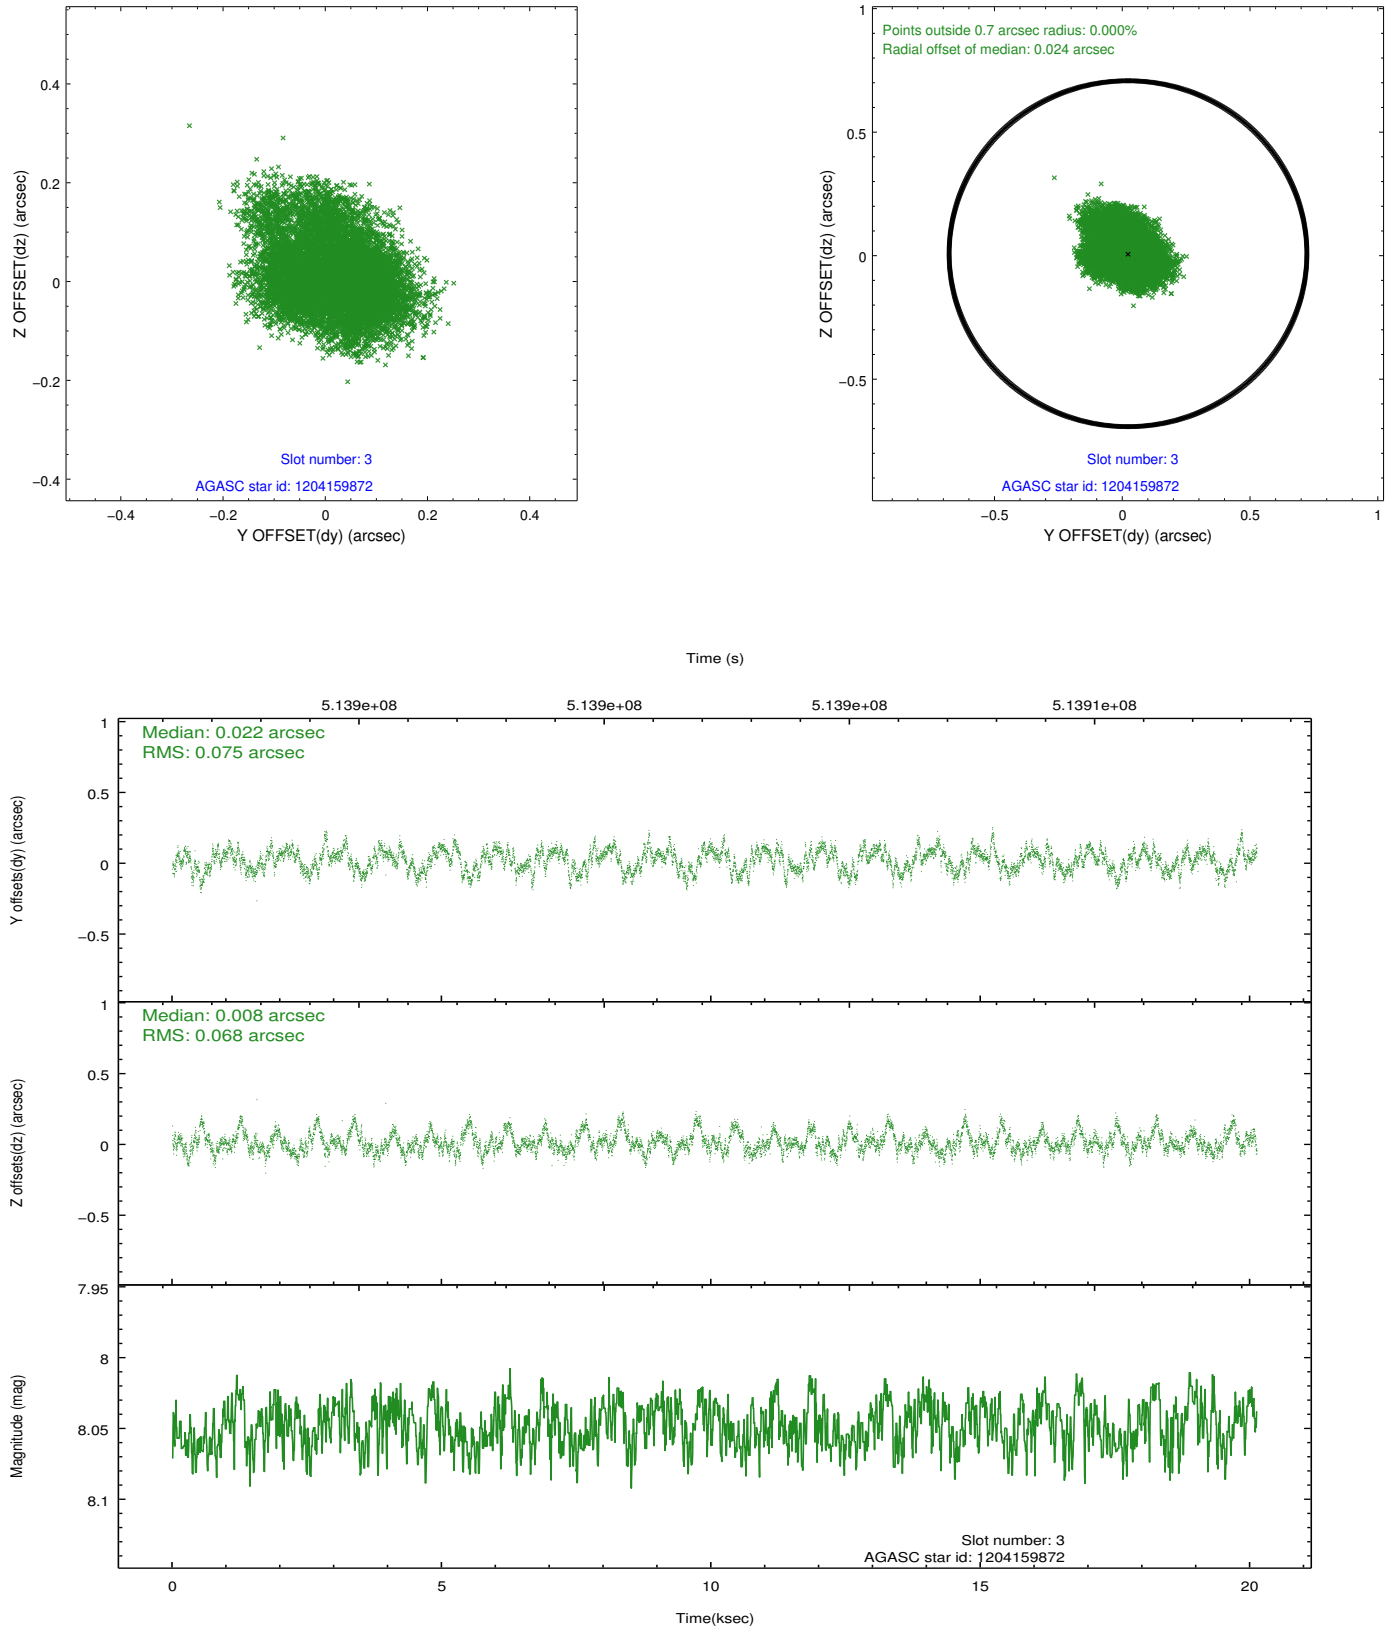 0.4
0.2
0
−0.2
−0.4
Z OFFSET(dz) (arcsec)
Slot number: 3
AGASC star id: 1204159872
−0.4 −0.2 0 0.2 0.4
Y OFFSET(dy) (arcsec)
1
0.5
0
−0.5
Z OFFSET(dz) (arcsec)
Points outside 0.7 arcsec radius: 0.000%
Radial offset of median: 0.024 arcsec
Slot number: 3
AGASC star id: 1204159872
−0.5 0 0.5 1
Y OFFSET(dy) (arcsec)
Time (s)
5.139e+08 5.139e+08 5.139e+08 5.1391e+08
1
0.5
0
−0.5
Y offsets(dy) (arcsec)
Median: 0.022 arcsec
RMS: 0.075 arcsec
1
0.5
0
−0.5
Z offsets(dz) (arcsec)
Median: 0.008 arcsec
RMS: 0.068 arcsec
7.95
8
8.05
8.1
Magnitude (mag)
Slot number: 3
AGASC star id: 1204159872
0 5 10 15 20
Time(ksec)